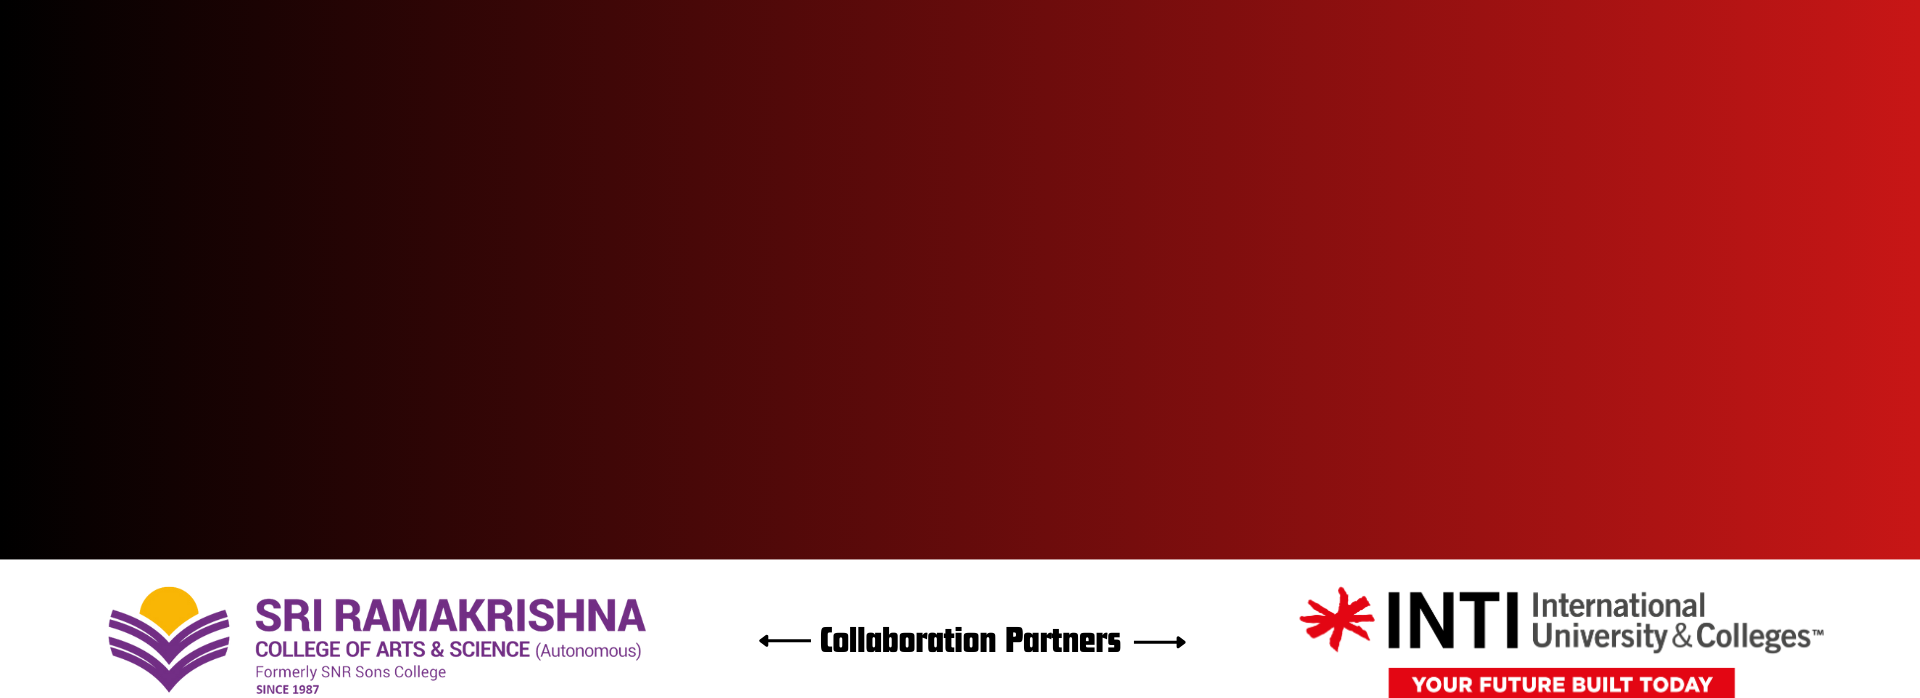 SRI RAMAKRISHNA
COLLEGE OF ARTS & SCIENCE (Autonomous)
Formerly SNR Sons College
SINCE 1987
Collaboration Partners
INTI International
University & Colleges™
YOUR FUTURE BUILT TODAY